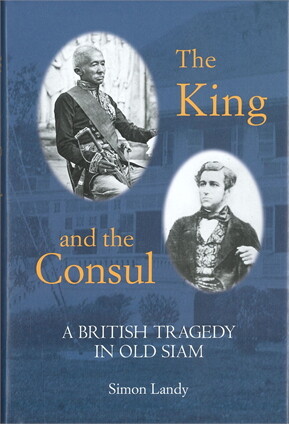 The
King
and the
Consul
A BRITISH TRAGEDY
IN OLD SIAM
Simon Landy